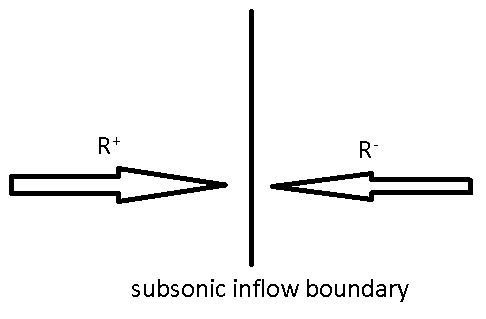 R⁺
R⁻
subsonic inflow boundary